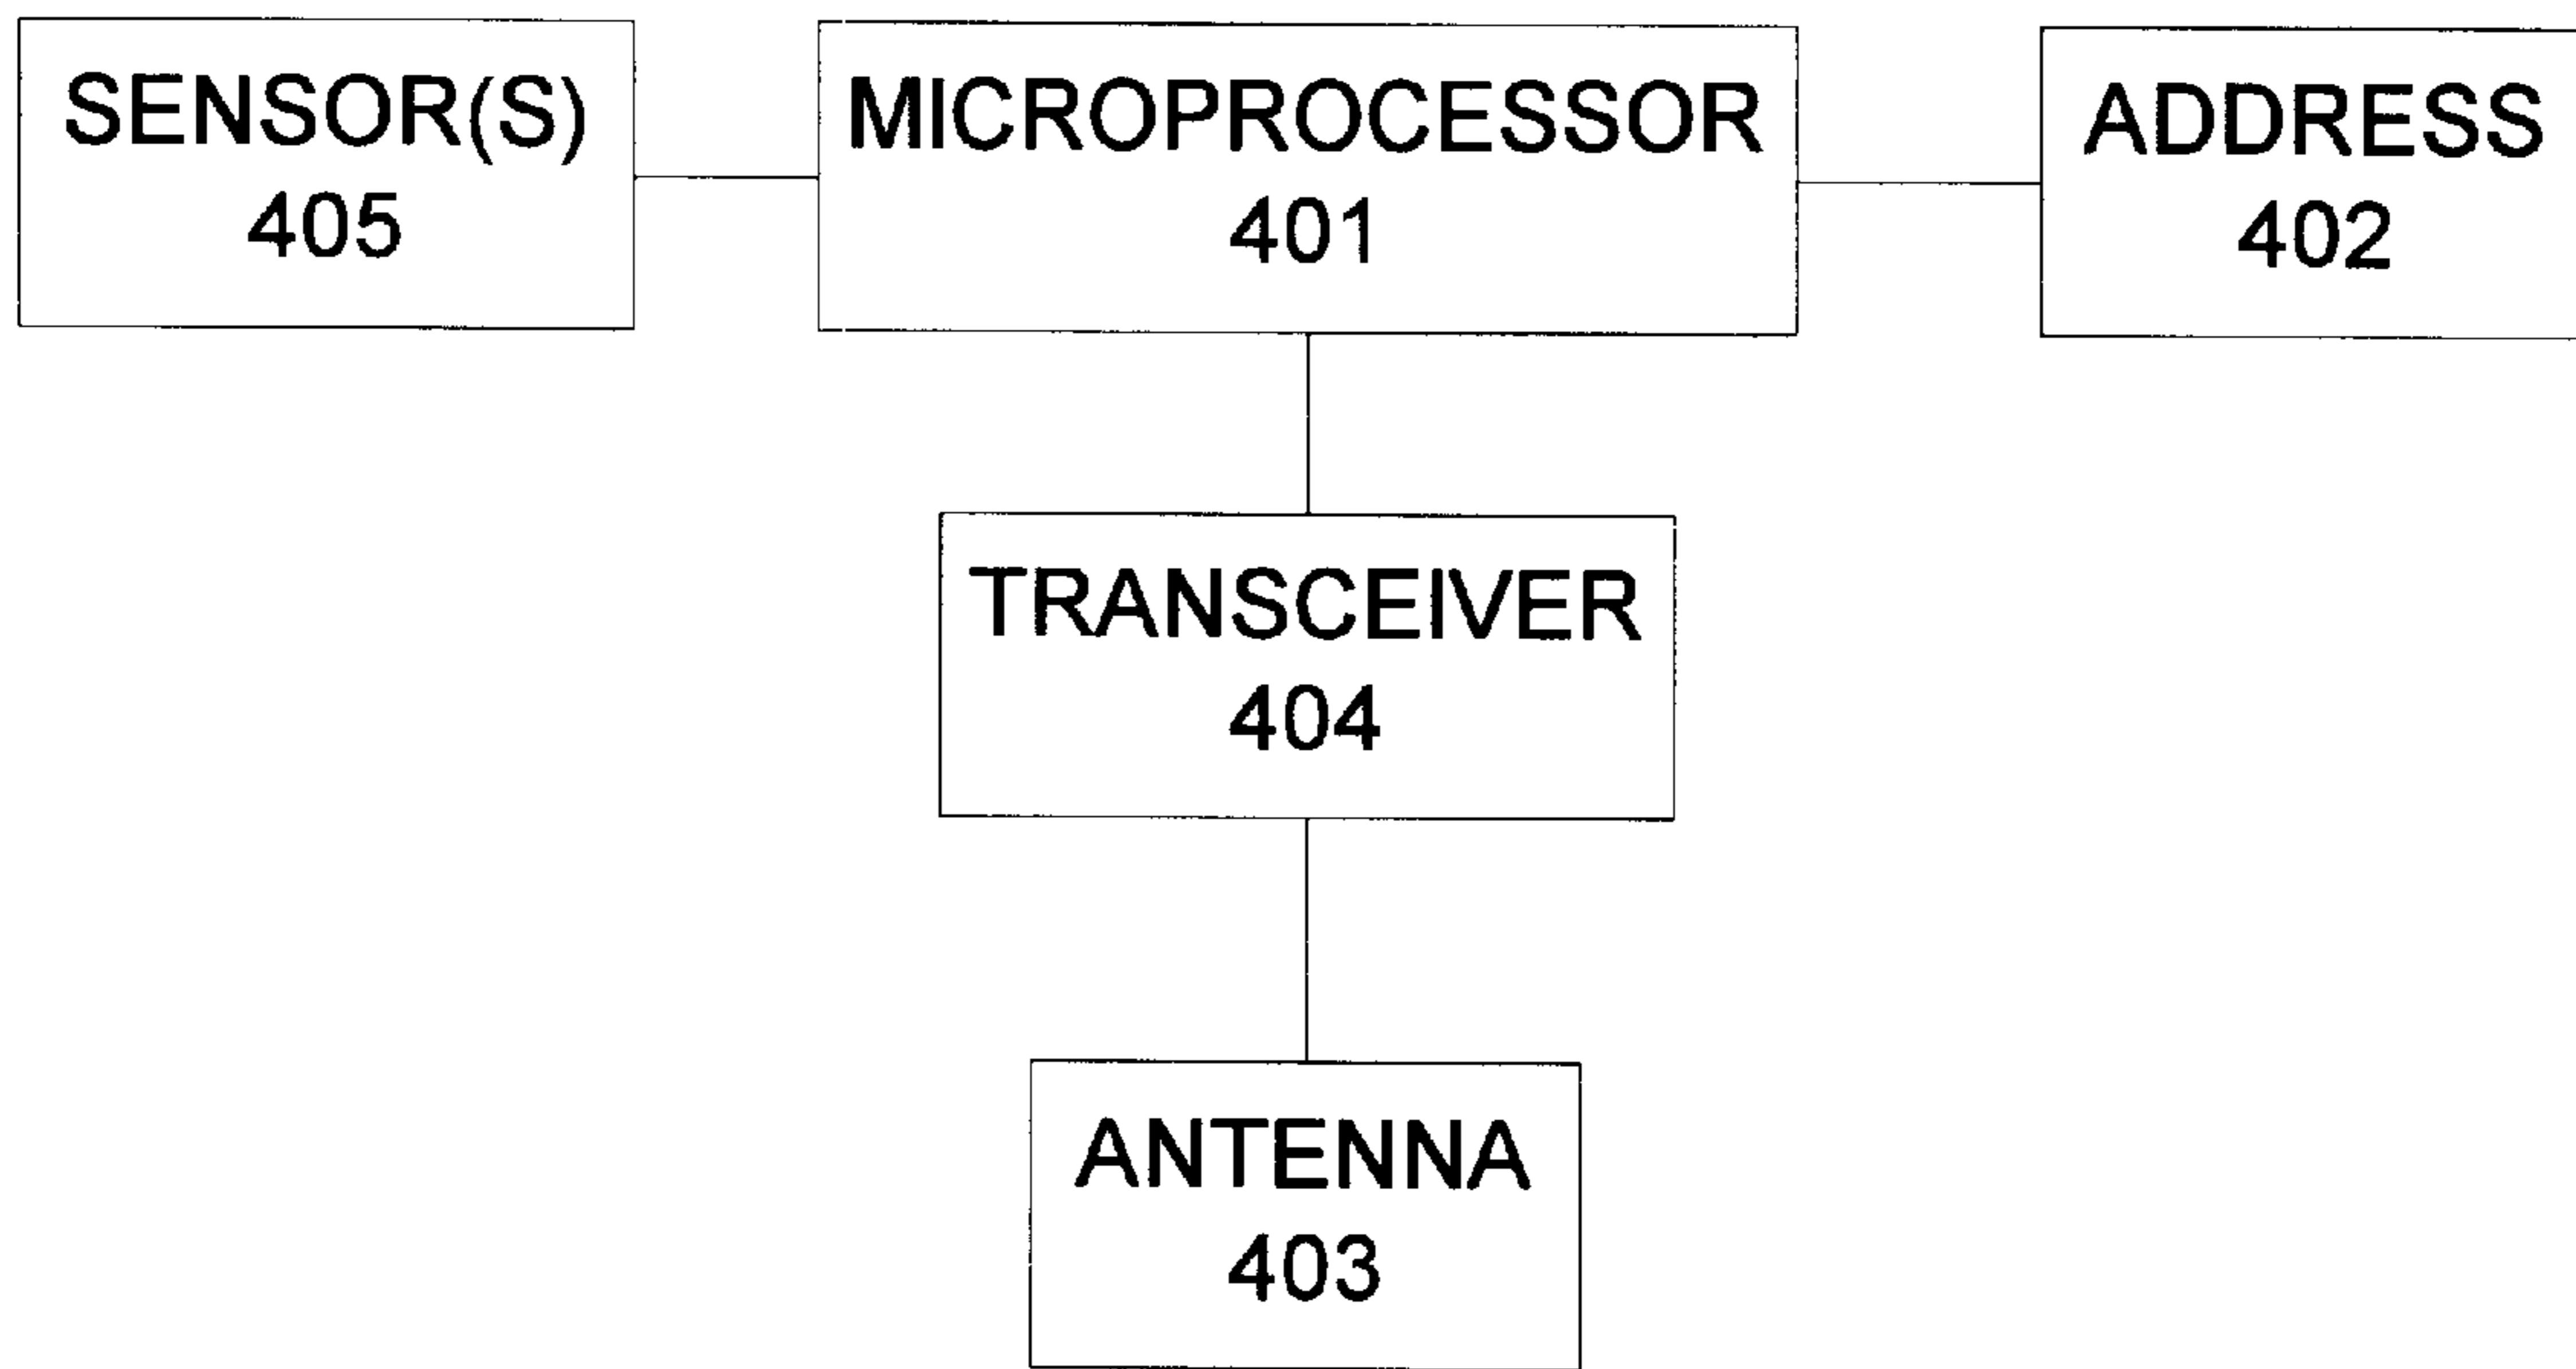 SENSOR(S)
405
MICROPROCESSOR
401
ADDRESS
402
TRANSCEIVER
404
ANTENNA
403